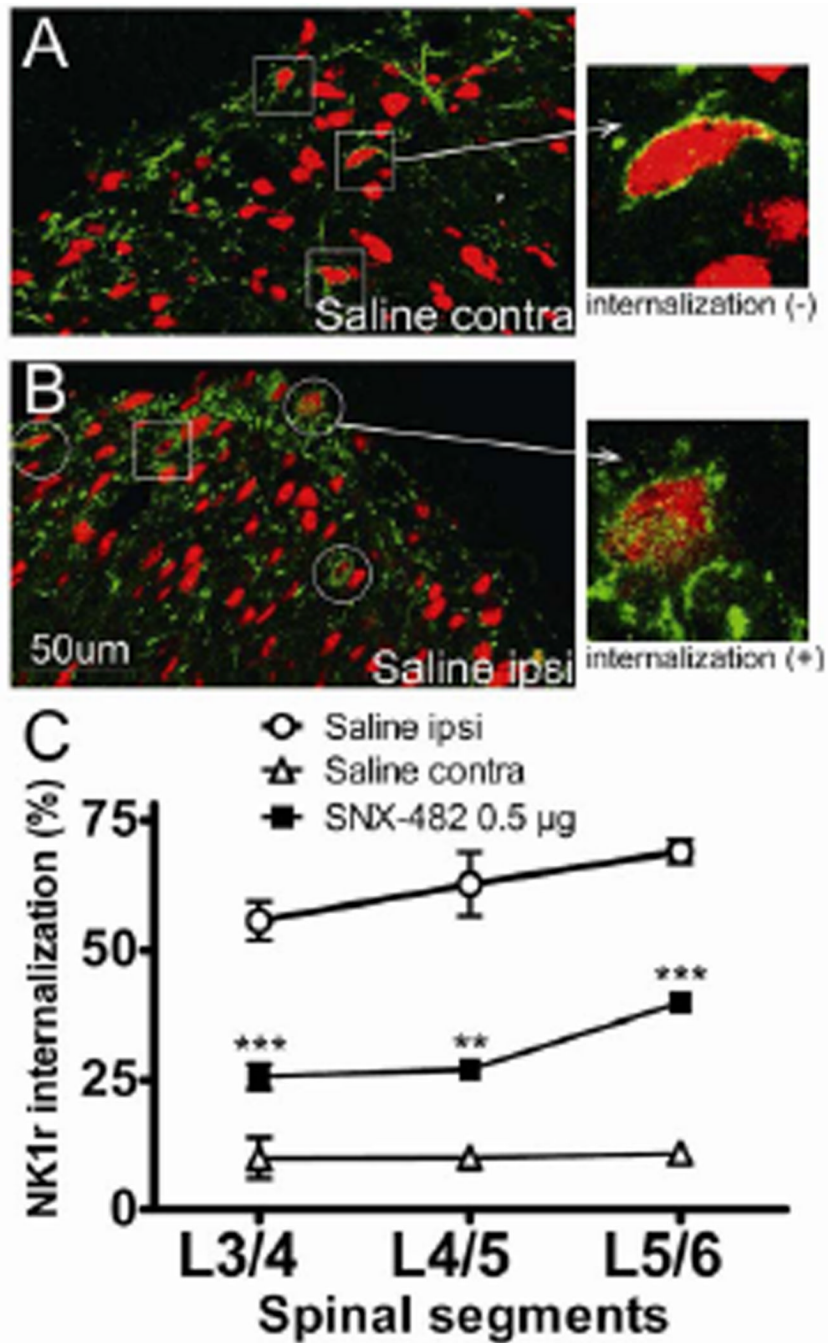 A
Saline contra
internalization (-)
B
50um
Saline ipsi
internalization (+)
C
Saline ipsi
Saline contra
SNX-482 0.5 µg
NK1r internalization (%)
75
50
25
0
***
**
***
L3/4 L4/5 L5/6
Spinal segments